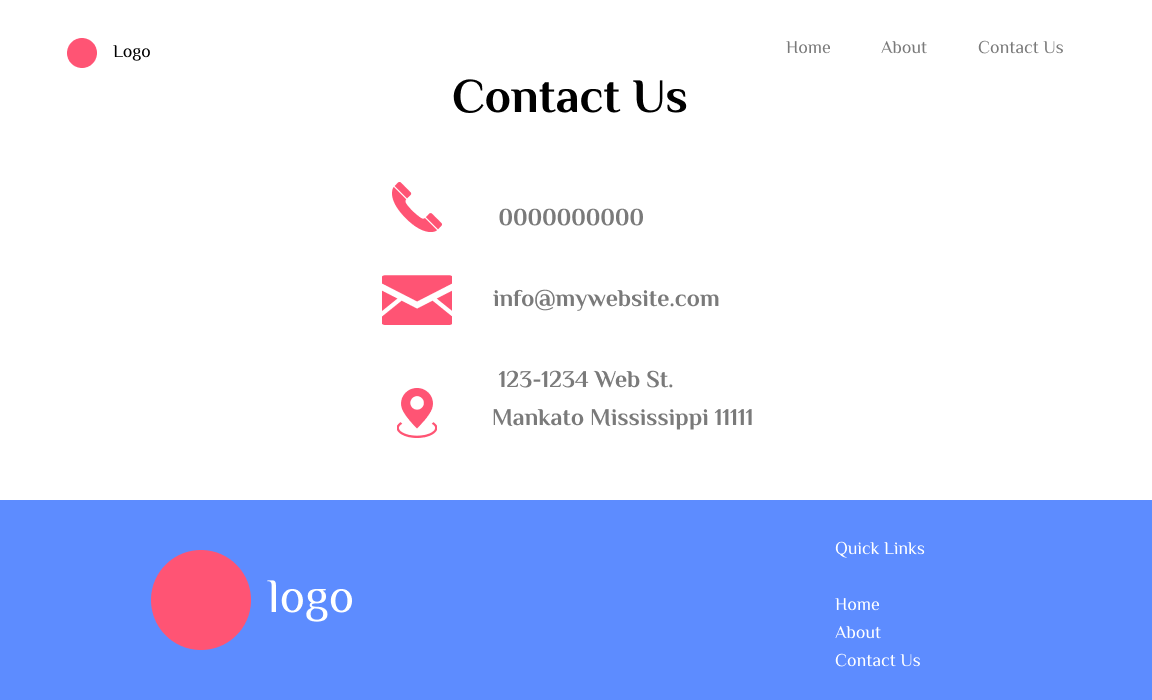 Logo
Home About Contact Us
Contact Us
0000000000
info@mywebsite.com
123-1234 Web St.
Mankato Mississippi 11111
logo
Quick Links
Home
About
Contact Us